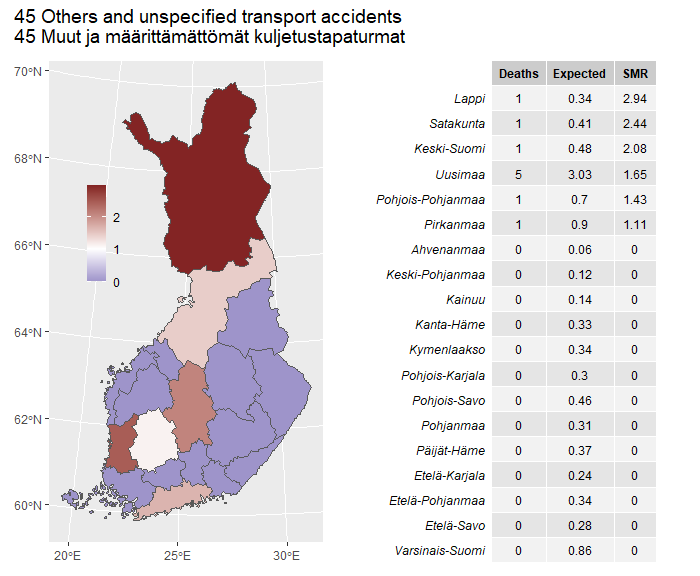 45 Others and unspecified transport accidents
45 Muut ja määrittämättömät kuljetustapaturmat
70°N
68°N
66°N
64°N
62°N
60°N
20°E
25°E
30°E
2
1
0
Deaths Expected SMR
Lappi 1 0.34 2.94
Satakunta 1 0.41 2.44
Keski-Suomi 1 0.48 2.08
Uusimaa 5 3.03 1.65
Pohjois-Pohjanmaa 1 0.7 1.43
Pirkanmaa 1 0.9 1.11
Ahvenanmaa 0 0.06 0
Keski-Pohjanmaa 0 0.12 0
Kainuu 0 0.14 0
Kanta-Häme 0 0.33 0
Kymenlaakso 0 0.34 0
Pohjois-Karjala 0 0.3 0
Pohjois-Savo 0 0.46 0
Pohjanmaa 0 0.31 0
Päijät-Häme 0 0.37 0
Etelä-Karjala 0 0.24 0
Etelä-Pohjanmaa 0 0.34 0
Etelä-Savo 0 0.28 0
Varsinais-Suomi 0 0.86 0